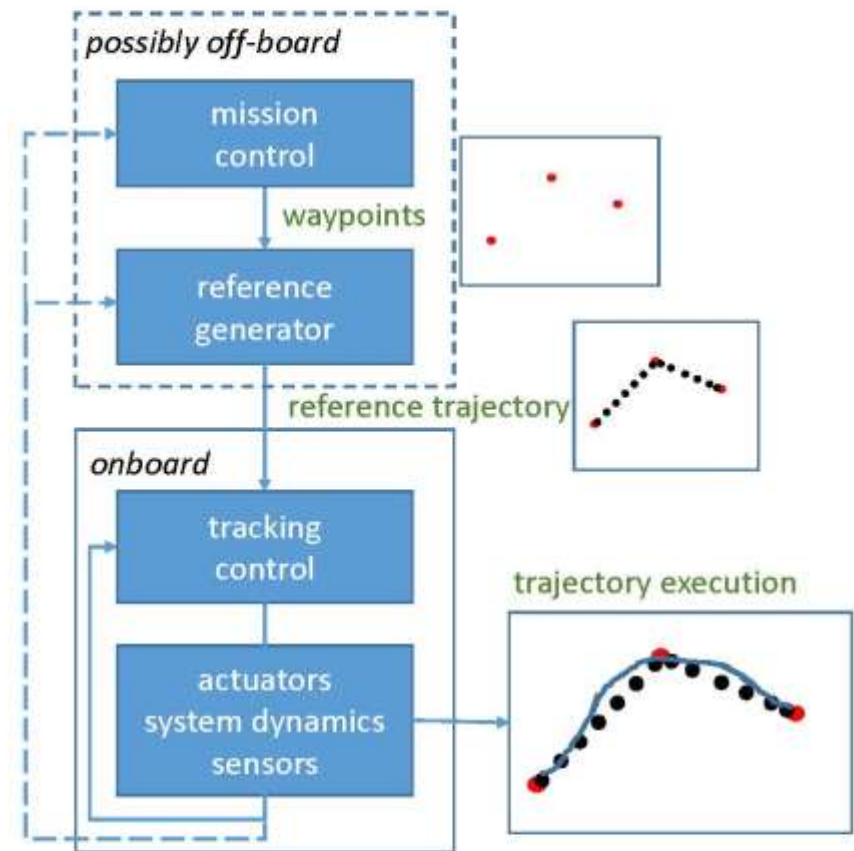 possibly off-board
mission
control
waypoints
reference
generator
reference trajectory
onboard
tracking
control
trajectory execution
actuators
system dynamics
sensors